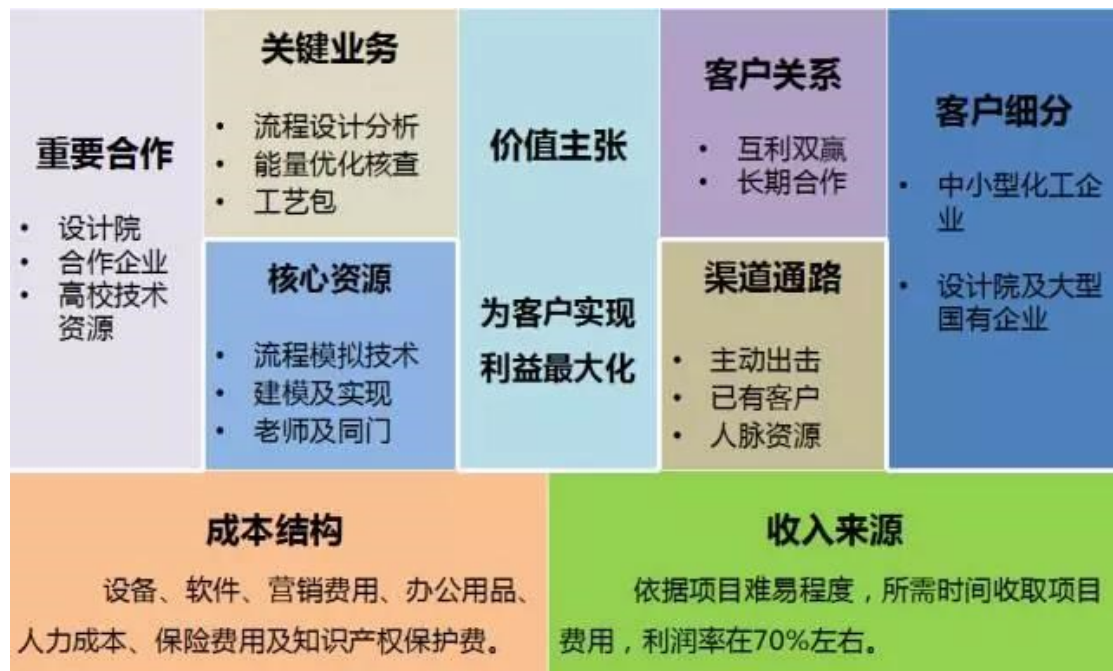 重要合作
• 设计院
• 合作企业
• 高校技术
资源
关键业务
• 流程设计分析
• 能量优化核查
• 工艺包
核心资源
• 流程模拟技术
• 建模及实现
• 老师及同门
价值主张
为客户实现
利益最大化
客户关系
• 互利双赢
• 长期合作
渠道通路
• 主动出击
• 已有客户
• 人脉资源
客户细分
• 中小型化工企
业
• 设计院及大型
国有企业
成本结构
设备、软件、营销费用、办公用品、
人力成本、保险费用及知识产权保护费。
收入来源
依据项目难易程度，所需时间收取项目
费用，利润率在70%左右。